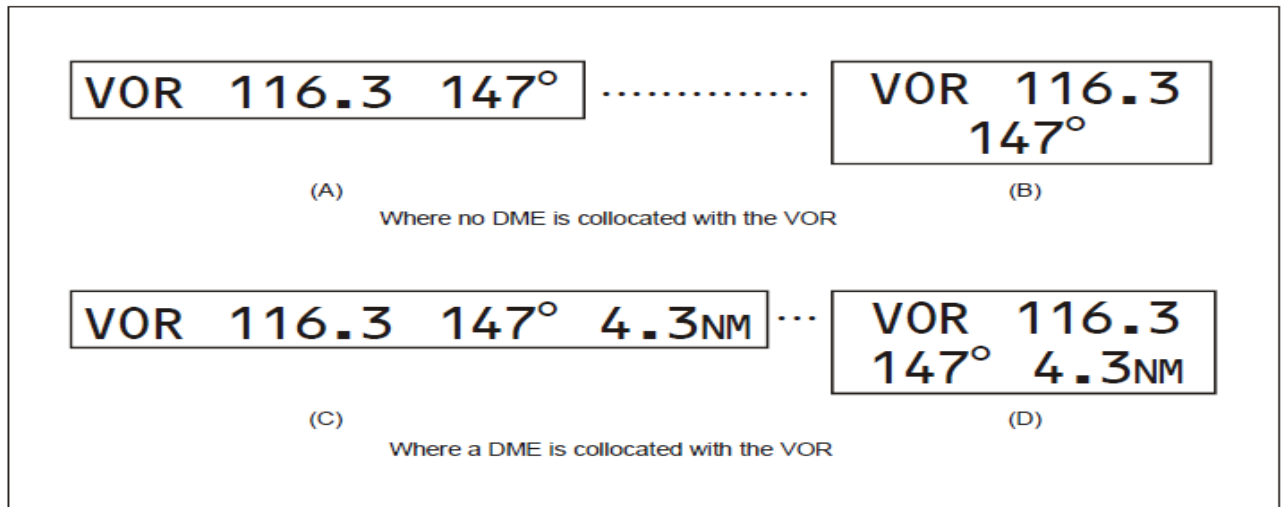 VOR 116.3 147° .............. VOR 116.3
147°
(A) (B)
Where no DME is collocated with the VOR
VOR 116.3 147° 4.3NM ... VOR 116.3
147° 4.3NM
(C) (D)
Where a DME is collocated with the VOR